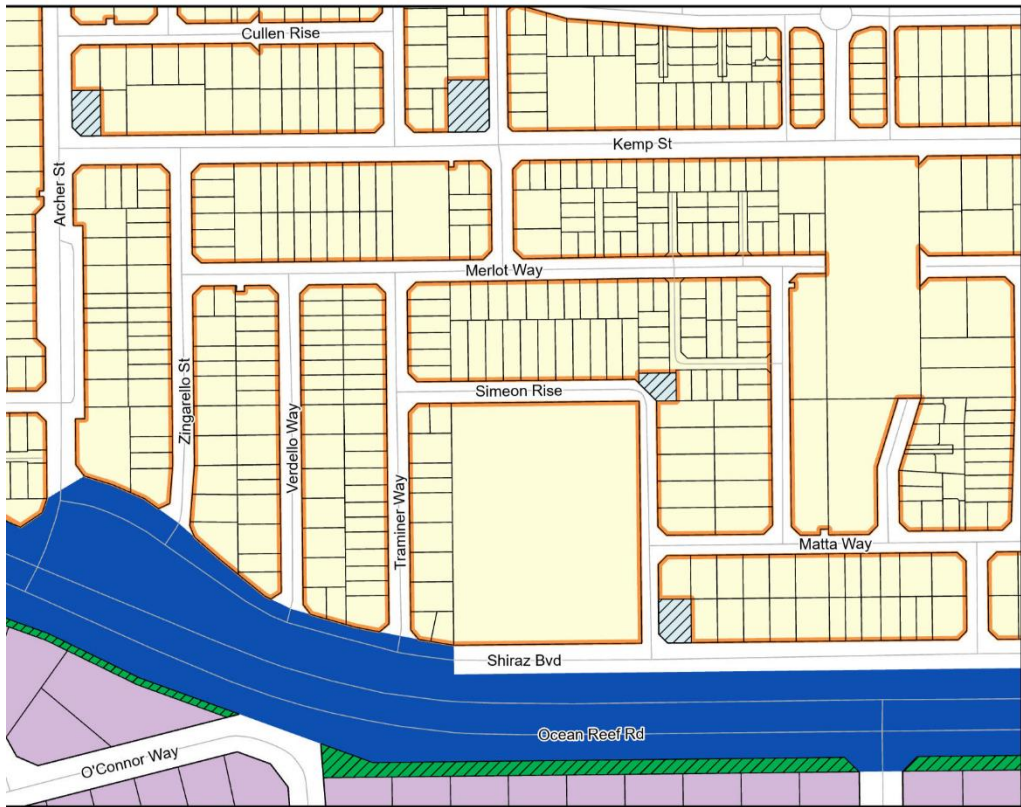 Cullen Rise
Kemp St
Archer St
Merlot Way
Zingarello St
Simeon Rise
Verdello Way
Traminer Way
Matta Way
Shiraz Bvd
Ocean Reef Rd
O'Connor Way